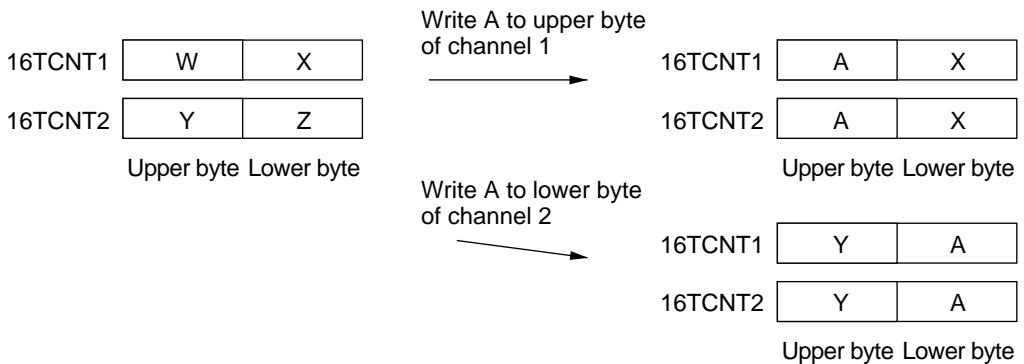 Write A to upper byte
of channel 1
16TCNT1 W X
16TCNT2 Y Z
Upper byte Lower byte
16TCNT1 A X
16TCNT2 A X
Upper byte Lower byte
Write A to lower byte
of channel 2
16TCNT1 Y A
16TCNT2 Y A
Upper byte Lower byte